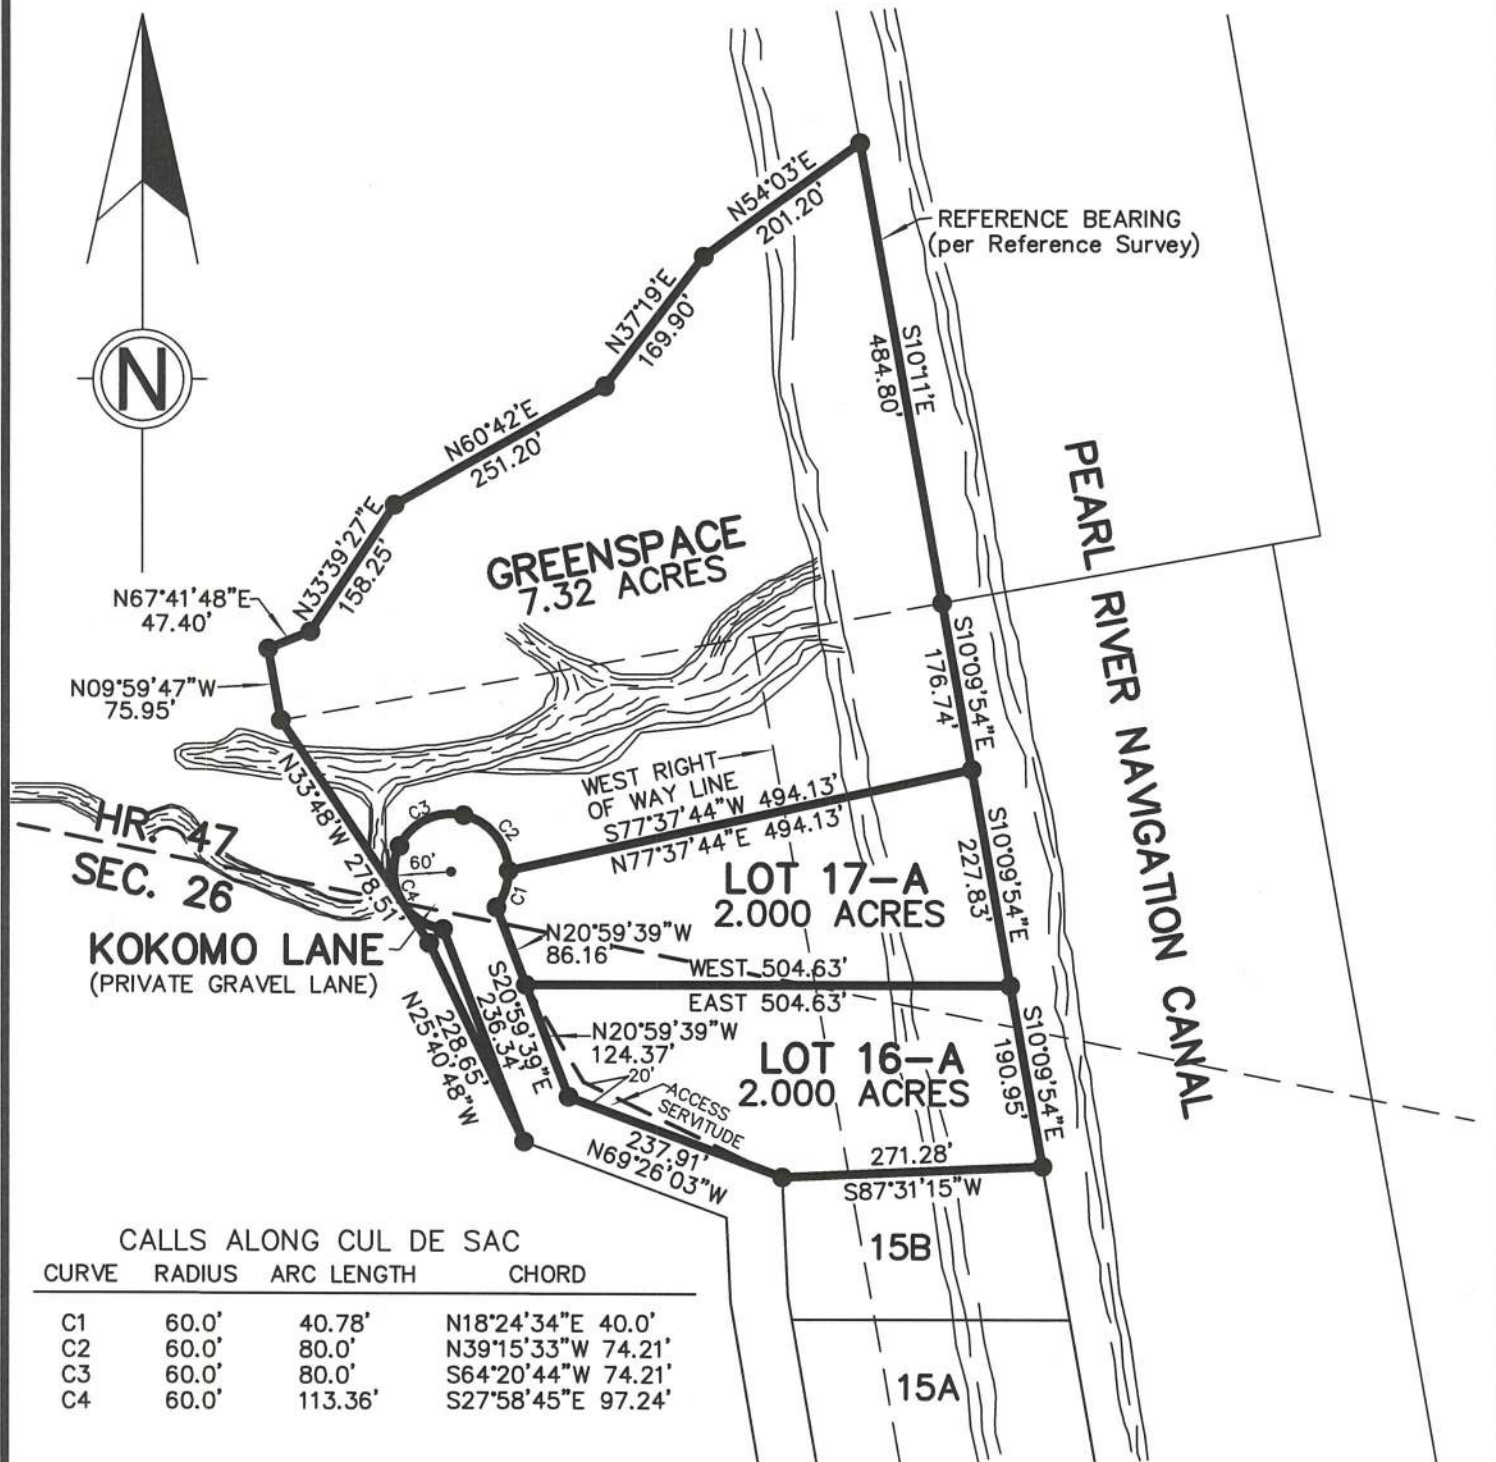 N54°03'E
201.20'
REFERENCE BEARING
(per Reference Survey)
N37°19'E
169.90'
S10°11'E
484.80'
N
N60°42'E
251.20'
PEARL RIVER NAVIGATION CANAL
N33°39'27"E
158.25'
GREENSPACE
7.32 ACRES
N67°41'48"E
47.40'
S10°09'54"E
176.74'
N09°59'47"W
75.95'
WEST RIGHT
OF WAY LINE
S77°37'44"W 494.13'
N77°37'44"E 494.13'
N33°48'W 278.51'
C3
C2
60'
C4
C1
HR. 47
SEC. 26
LOT 17-A
2.000 ACRES
S10°09'54"E
227.83'
KOKOMO LANE
(PRIVATE GRAVEL LANE)
N20°59'39"W
86.16'
WEST 504.63'
EAST 504.63'
S20°59'39"E
236.34'
228.65'
N25°40'48"W
N20°59'39"W
124.37'
20'
ACCESS
SERVITUDE
LOT 16-A
2.000 ACRES
S10°09'54"E
190.95'
237.91'
N69°26'03"W
271.28'
S87°31'15"W
15B
15A
CALLS ALONG CUL DE SAC
CURVE RADIUS ARC LENGTH CHORD
C1 60.0' 40.78' N18°24'34"E 40.0'
C2 60.0' 80.0' N39°15'33"W 74.21'
C3 60.0' 80.0' S64°20'44"W 74.21'
C4 60.0' 113.36' S27°58'45"E 97.24'